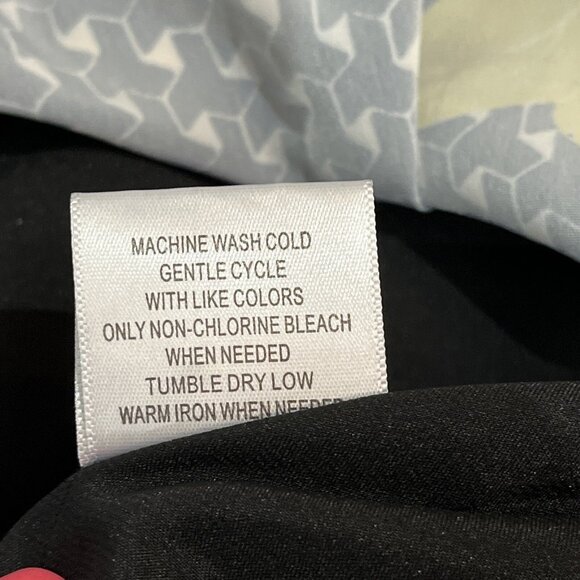 MACHINE WASH COLD
GENTLE CYCLE
WITH LIKE COLORS
ONLY NON-CHLORINE BLEACH
WHEN NEEDED
TUMBLE DRY LOW
WARM IRON WHEN NEEDED